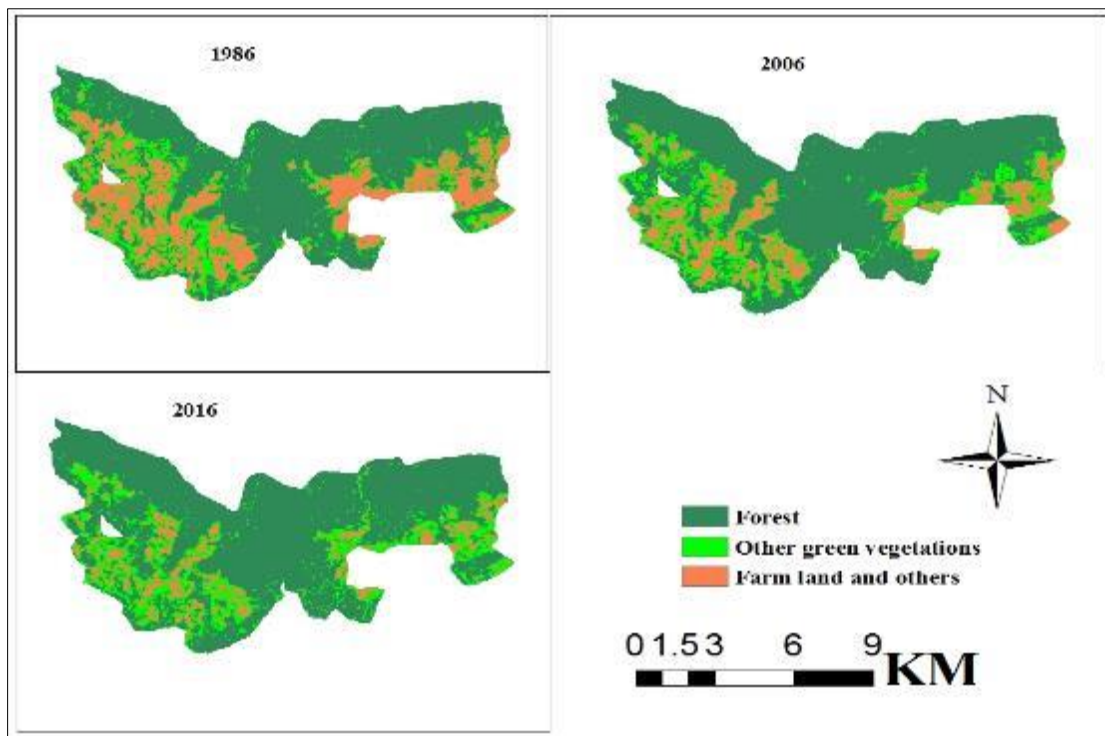 1986
2006
2016
N
Forest
Other green vegetations
Farm land and others
0 1.5 3 6 9
KM